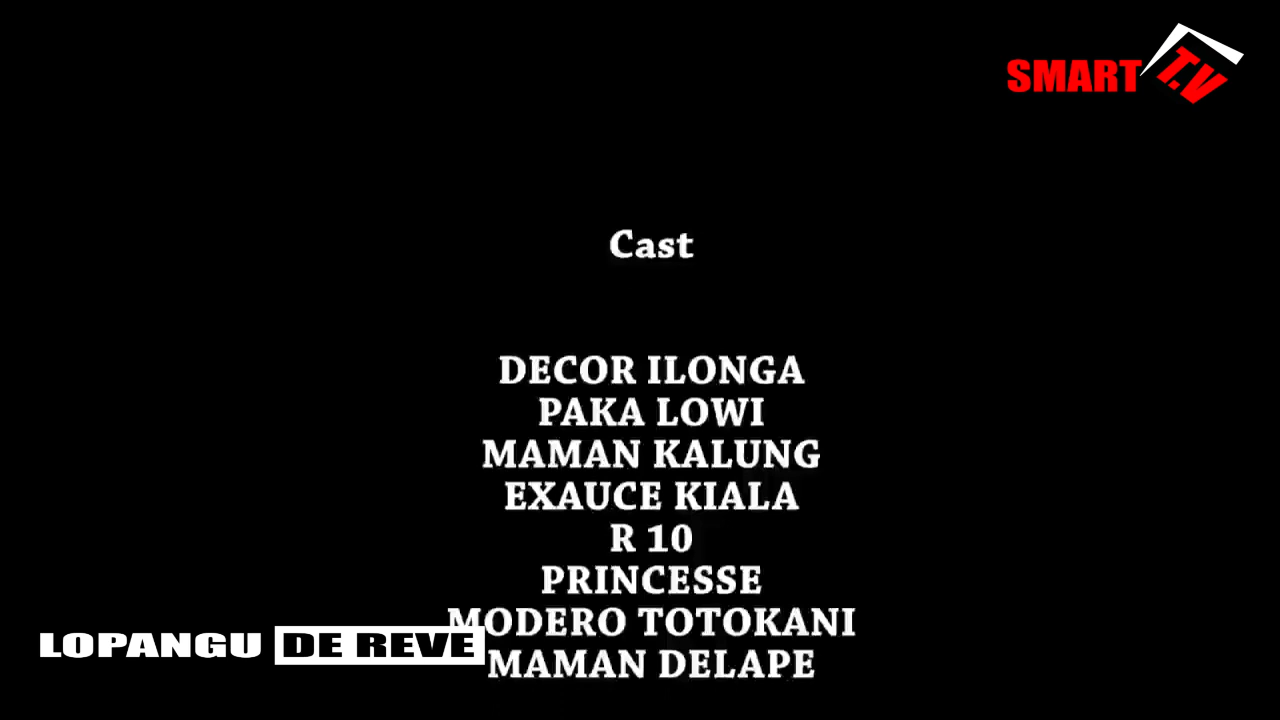 SMART T.V
Cast
DECOR ILONGA
PAKA LOWI
MAMAN KALUNG
EXAUCE KIALA
R 10
PRINCESSE
MODERO TOTOKANI
MAMAN DELAPE
LOPANGU DE REVE